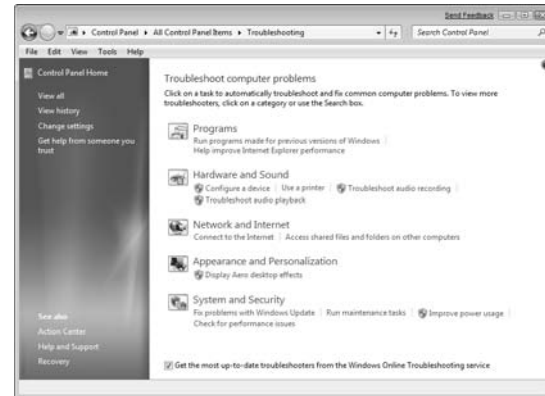 Send Feedback
Control Panel ▸ All Control Panel Items ▸ Troubleshooting
Search Control Panel
File Edit View Tools Help
Control Panel Home
View all
View history
Change settings
Get help from someone you
trust
Troubleshoot computer problems
Click on a task to automatically troubleshoot and fix common computer problems. To view more
troubleshooters, click on a category or use the Search box.
Programs
Run programs made for previous versions of Windows
Help improve Internet Explorer performance
Hardware and Sound
Configure a device Use a printer Troubleshoot audio recording
Troubleshoot audio playback
Network and Internet
Connect to the Internet Access shared files and folders on other computers
Appearance and Personalization
Display Aero desktop effects
System and Security
Fix problems with Windows Update Run maintenance tasks Improve power usage
Check for performance issues
See also
Action Center
Help and Support
Recovery
Get the most up-to-date troubleshooters from the Windows Online Troubleshooting service